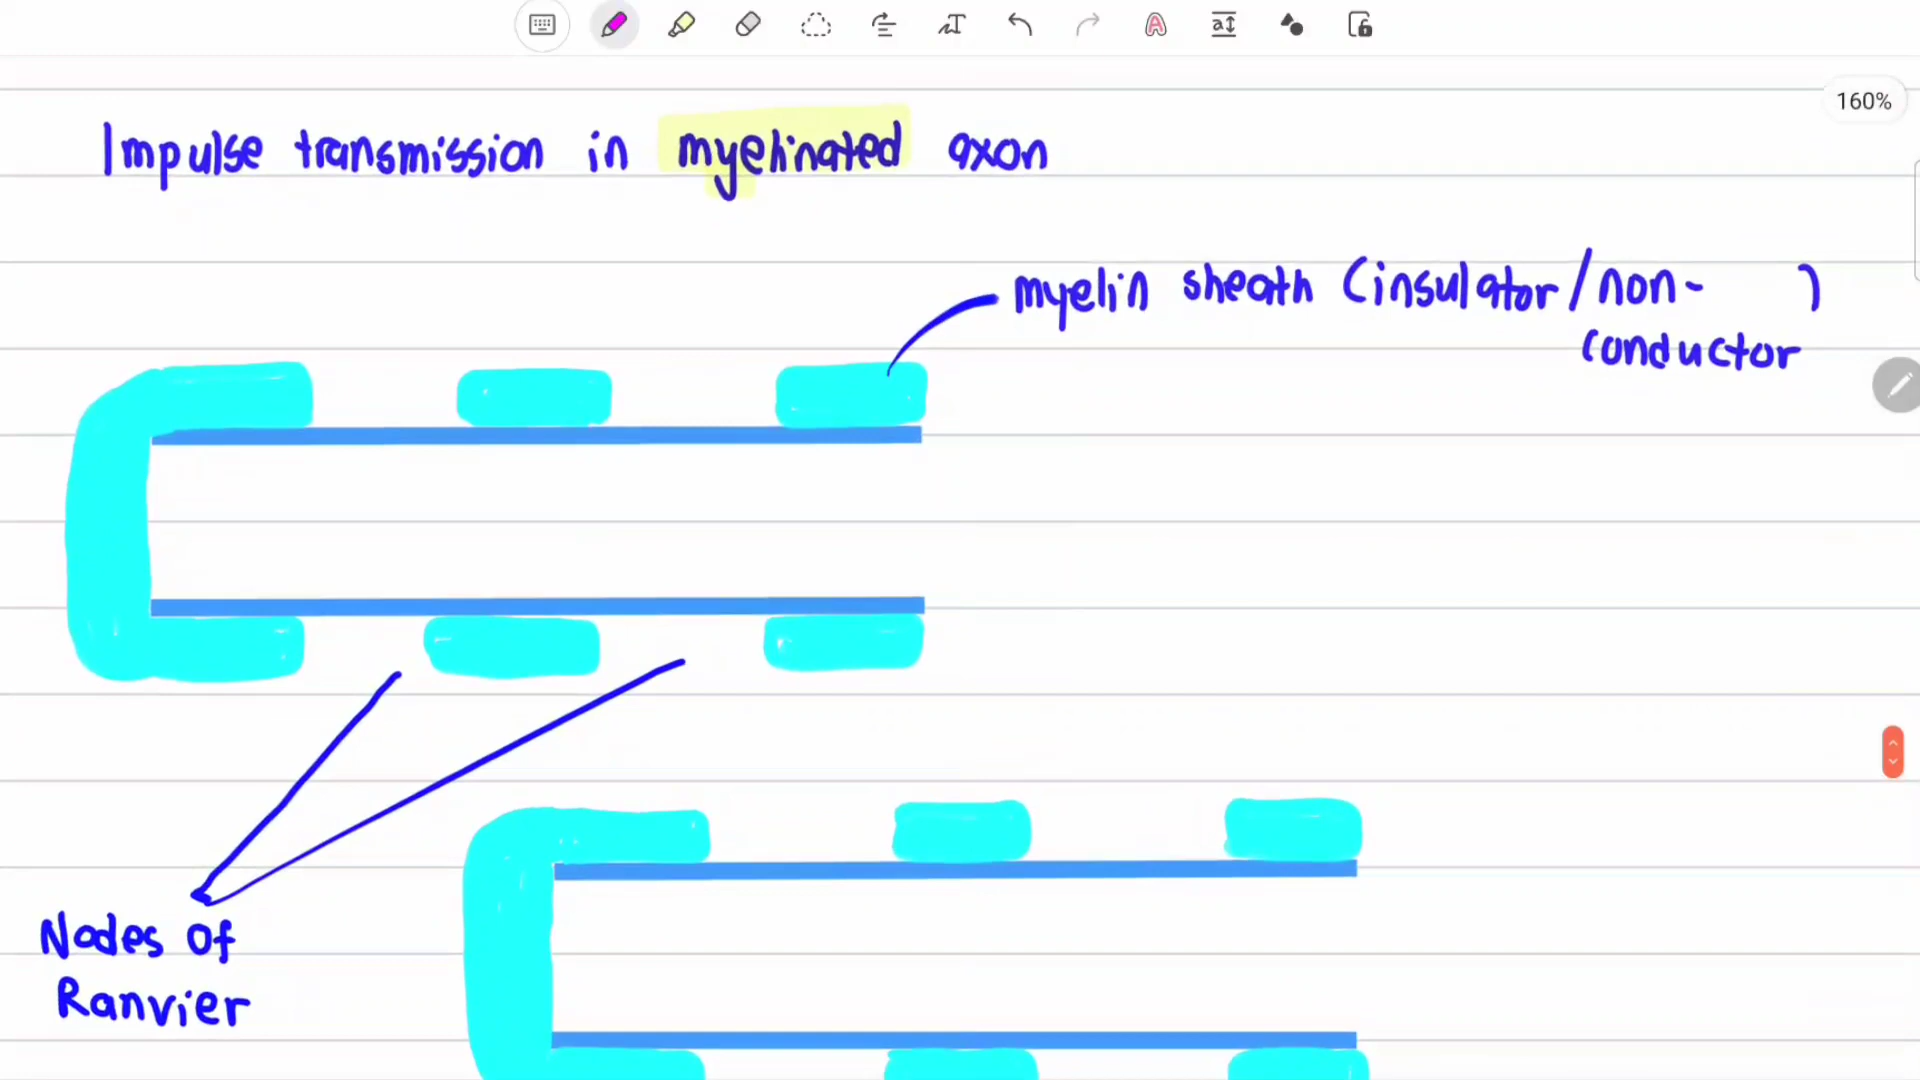 160%
Impulse transmission in myelinated axon
myelin sheath (insulator/non- )
conductor
Nodes of
Ranvier